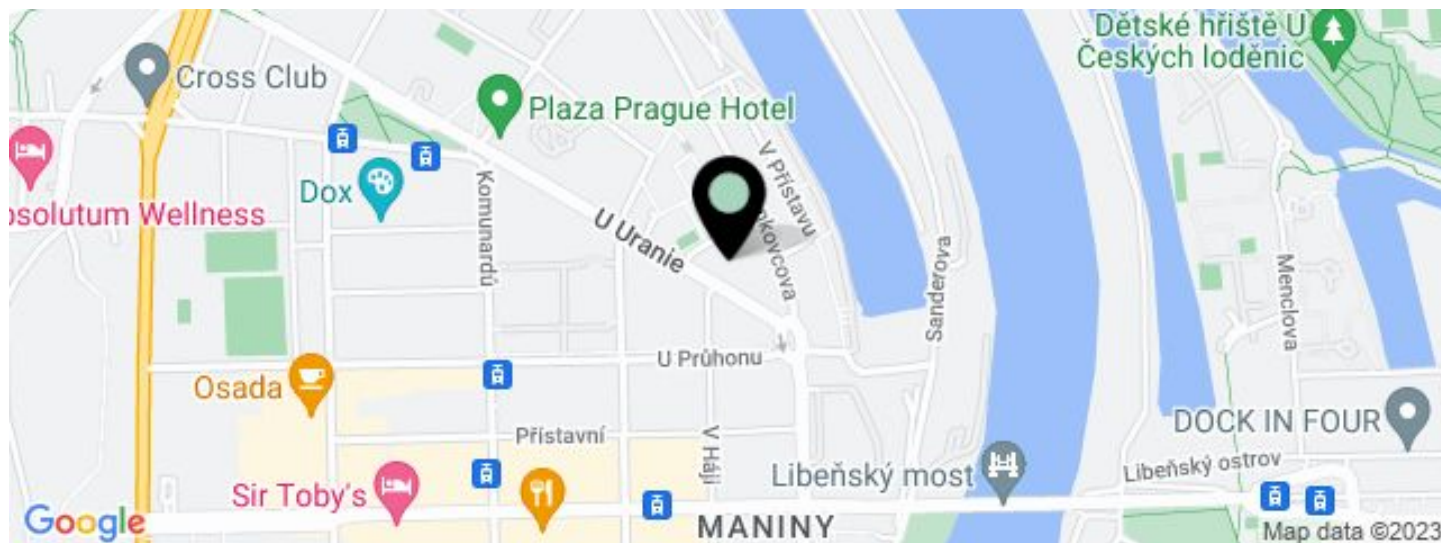 Dětské hřiště U
Českých loděnic
Cross Club
Plaza Prague Hotel
V Přístavu
Dox
Komunardů
bsolutum Wellness
U Uranie
nkovcova
Sanderova
Menclova
U Průhonu
Osada
Přístavní
V Háji
DOCK IN FOUR
Libeňský ostrov
Libeňský most
Sir Toby's
MANINY
Google
Map data ©2023